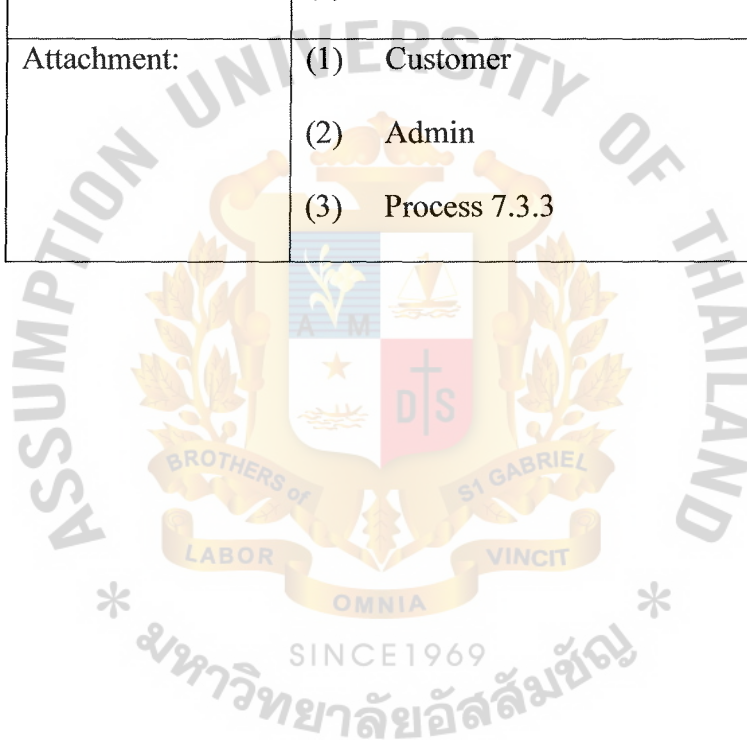 Attachment: (1) Customer
(2) Admin
(3) Process 7.3.3
ASSUMPTION UNIVERSITY OF THAILAND
A M
D S
BROTHERS of
S1 GABRIEL
LABOR
VINCIT
OMNIA
* *
SINCE1969
มหาวิทยาลัยอัสสัมชัญ